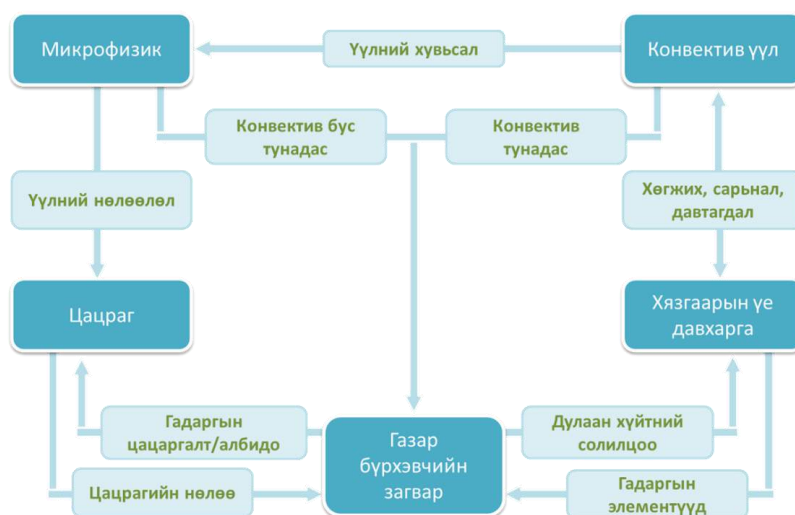 Микрофизик
Үүлний хувьсал
Конвектив үүл
Конвектив бус
тунадас
Конвектив
тунадас
Үүлний нөлөөлөл
Хөгжих, сарьнал,
давтагдал
Цацраг
Хязгаарын үе
давхарга
Гадаргын
цацаргалт/албидо
Газар
бүрхэвчийн
загвар
Дулаан хүйтний
солилцоо
Цацрагийн нөлөө
Гадаргын
элементүүд